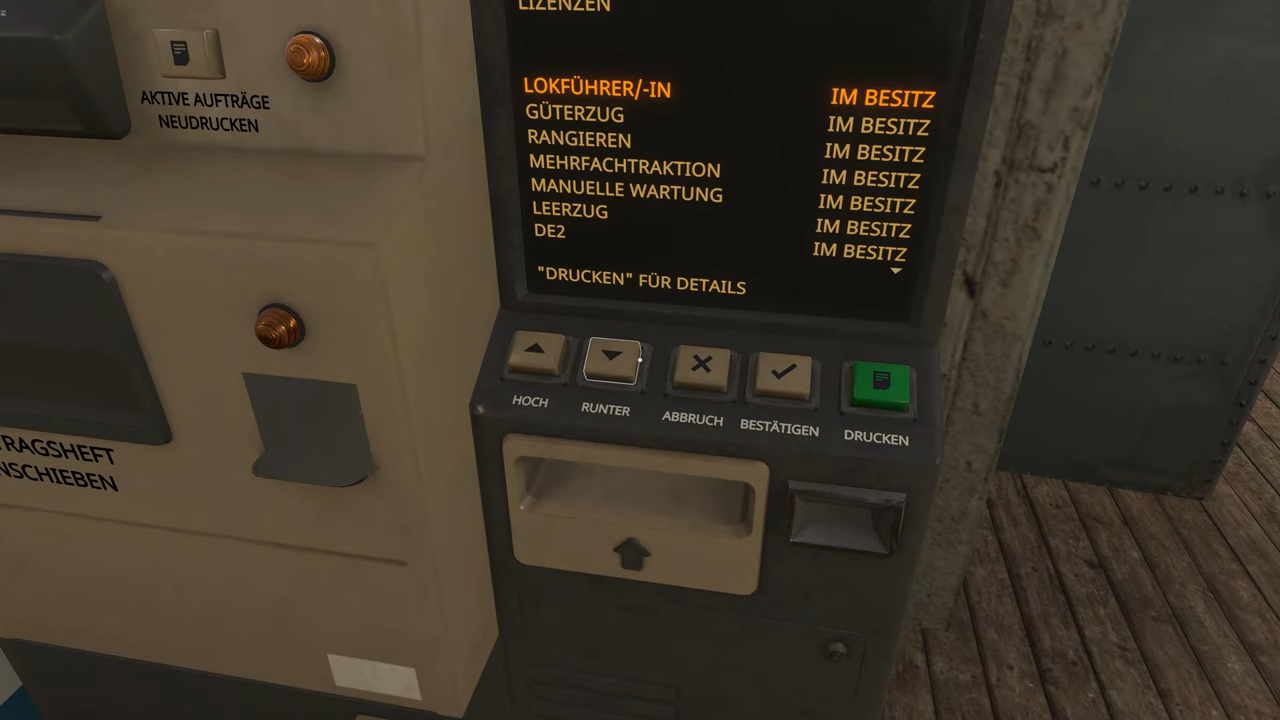 LIZENZEN
LOKFÜHRER/-IN IM BESITZ
GÜTERZUG IM BESITZ
RANGIEREN IM BESITZ
MEHRFACHTRAKTION IM BESITZ
MANUELLE WARTUNG IM BESITZ
LEERZUG IM BESITZ
DE2 IM BESITZ
"DRUCKEN" FÜR DETAILS
HOCH
RUNTER
ABBRUCH
BESTÄTIGEN
DRUCKEN
AKTIVE AUFTRÄGE
NEUDRUCKEN
TRAGSHEFT
NSCHIEBEN